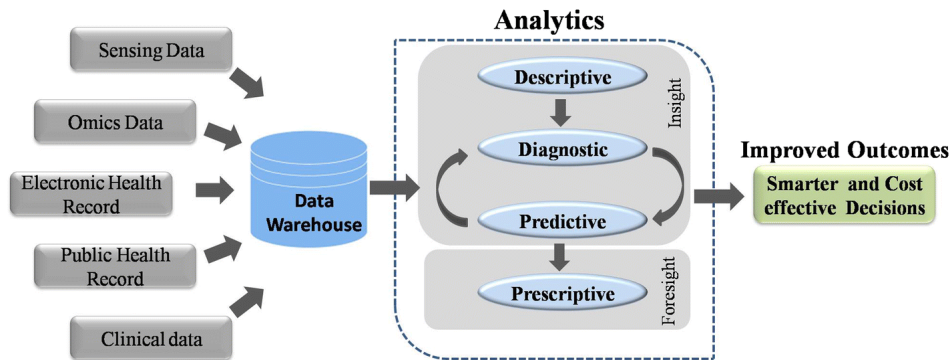 Sensing Data
Omics Data
Electronic Health
Record
Public Health
Record
Clinical data
Data
Warehouse
Analytics
Descriptive
Diagnostic
Predictive
Insight
Prescriptive
Foresight
Improved Outcomes
Smarter and Cost
effective Decisions